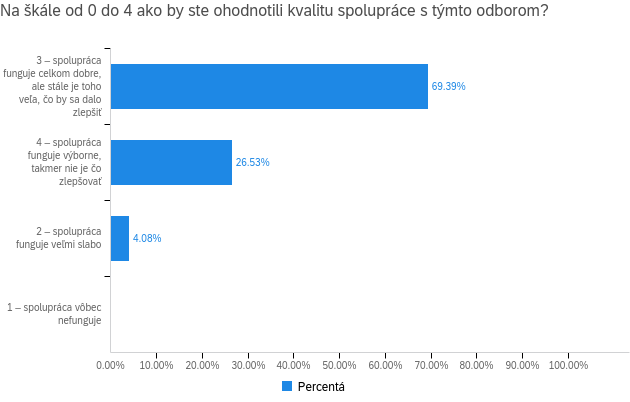 Na škále od 0 do 4 ako by ste ohodnotili kvalitu spolupráce s týmto odborom?
3 – spolupráca
funguje celkom dobre,
ale stále je toho
veľa, čo by sa dalo
zlepšiť
69.39%
4 – spolupráca
funguje výborne,
takmer nie je čo
zlepšovať
26.53%
2 – spolupráca
funguje veľmi slabo
4.08%
1 – spolupráca vôbec
nefunguje
0.00% 10.00% 20.00% 30.00% 40.00% 50.00% 60.00% 70.00% 80.00% 90.00% 100.00%
Percentá